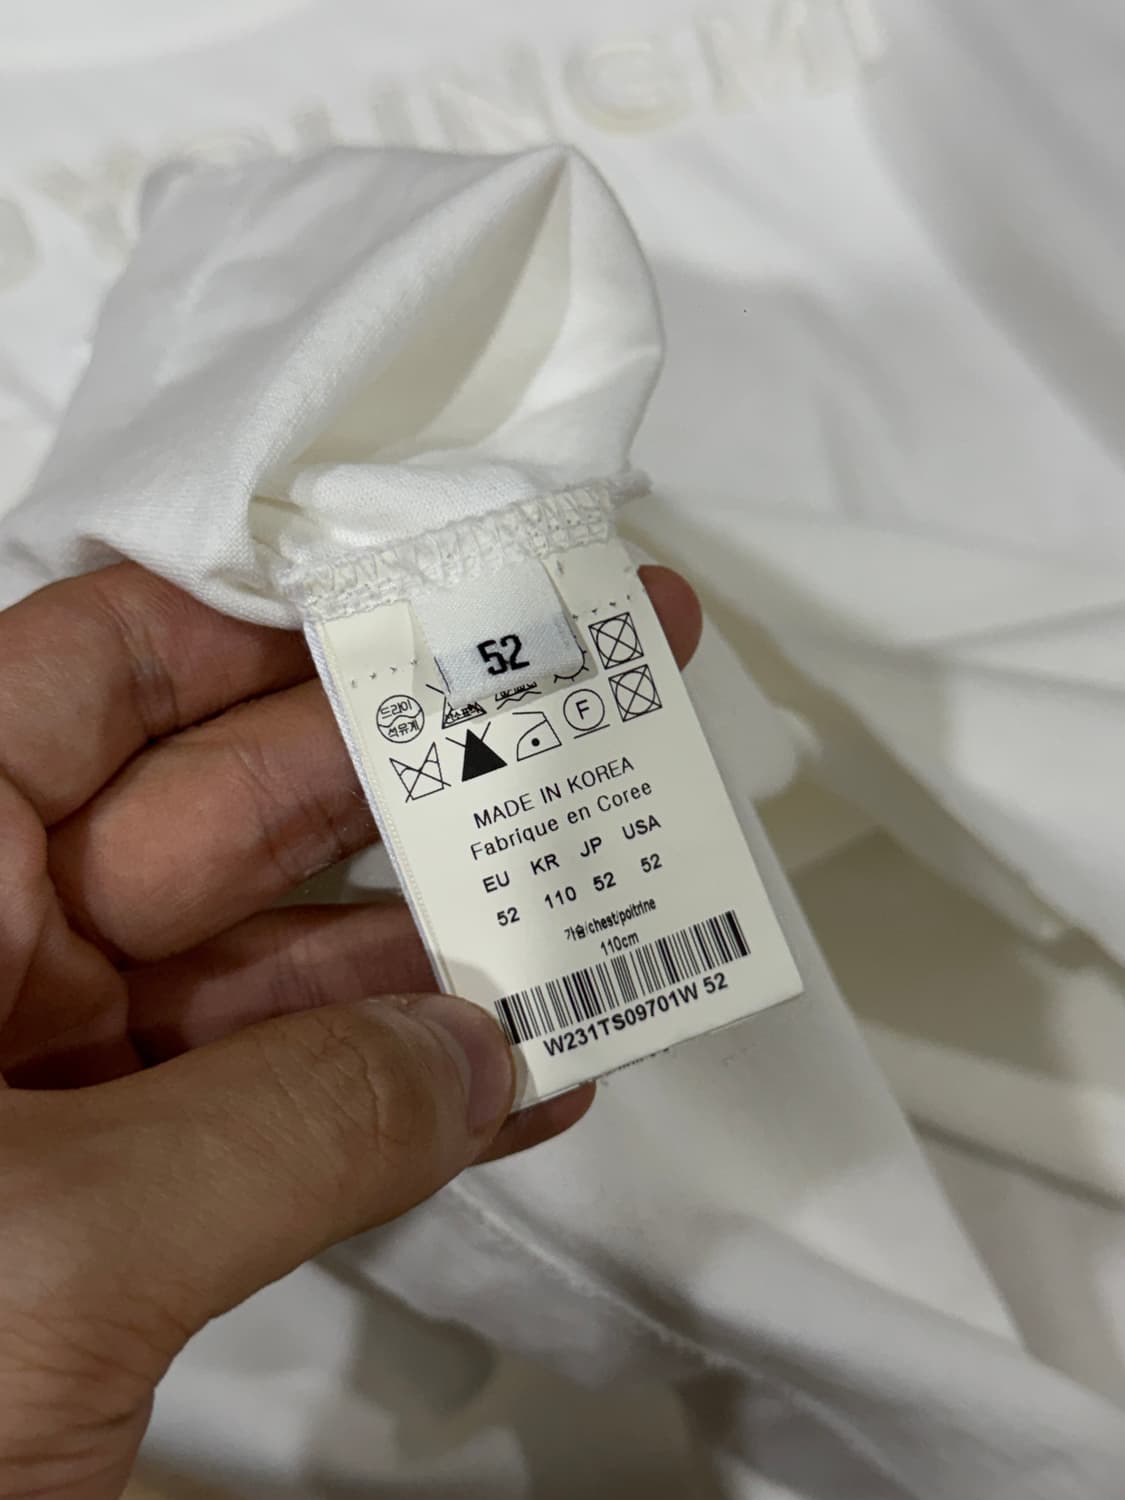 OYOUNGMI
52
드라이
석유계
F
MADE IN KOREA
Fabrique en Coree
EU KR JP USA
52 110 52 52
가슴/chest/poitrine
110cm
W231TS09701W 52